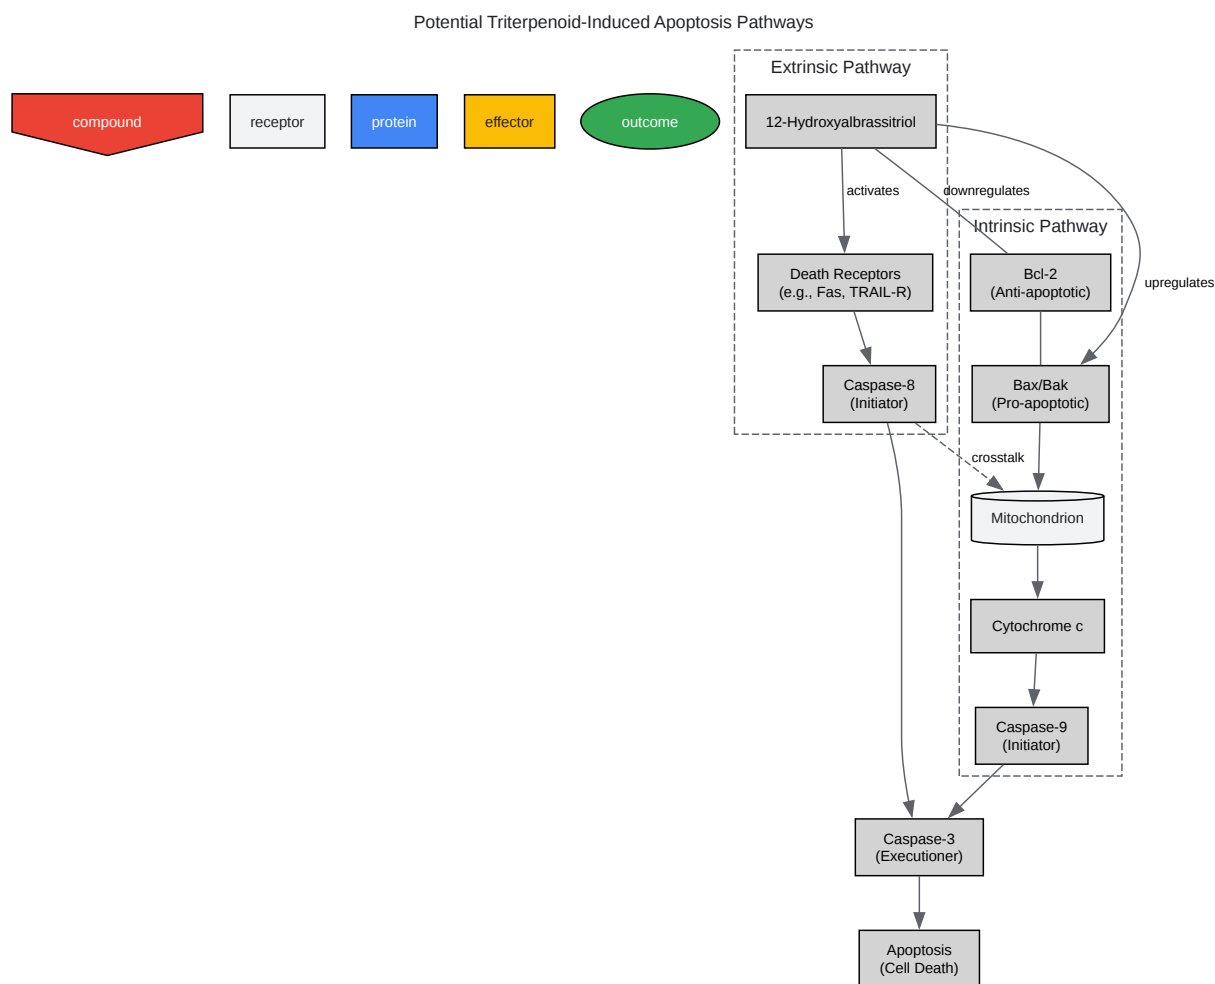 Potential Triterpenoid-Induced Apoptosis Pathways
Extrinsic Pathway
compound
receptor
protein
effector
outcome
12-Hydroxyalbrassitriol
activates
downregulates
Intrinsic Pathway
Death Receptors
(e.g., Fas, TRAIL-R)
Bcl-2
(Anti-apoptotic)
upregulates
Caspase-8
(Initiator)
Bax/Bak
(Pro-apoptotic)
crosstalk
Mitochondrion
Cytochrome c
Caspase-9
(Initiator)
Caspase-3
(Executioner)
Apoptosis
(Cell Death)